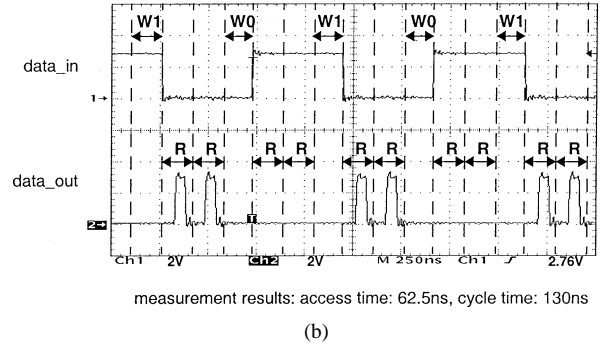 W1 W0 W1 W0 W1
data_in
1→
R R R R R R R R R R
data_out
T
2→
Ch1 2V Ch2 2V M 250ns Ch1 2.76V
measurement results: access time: 62.5ns, cycle time: 130ns
(b)